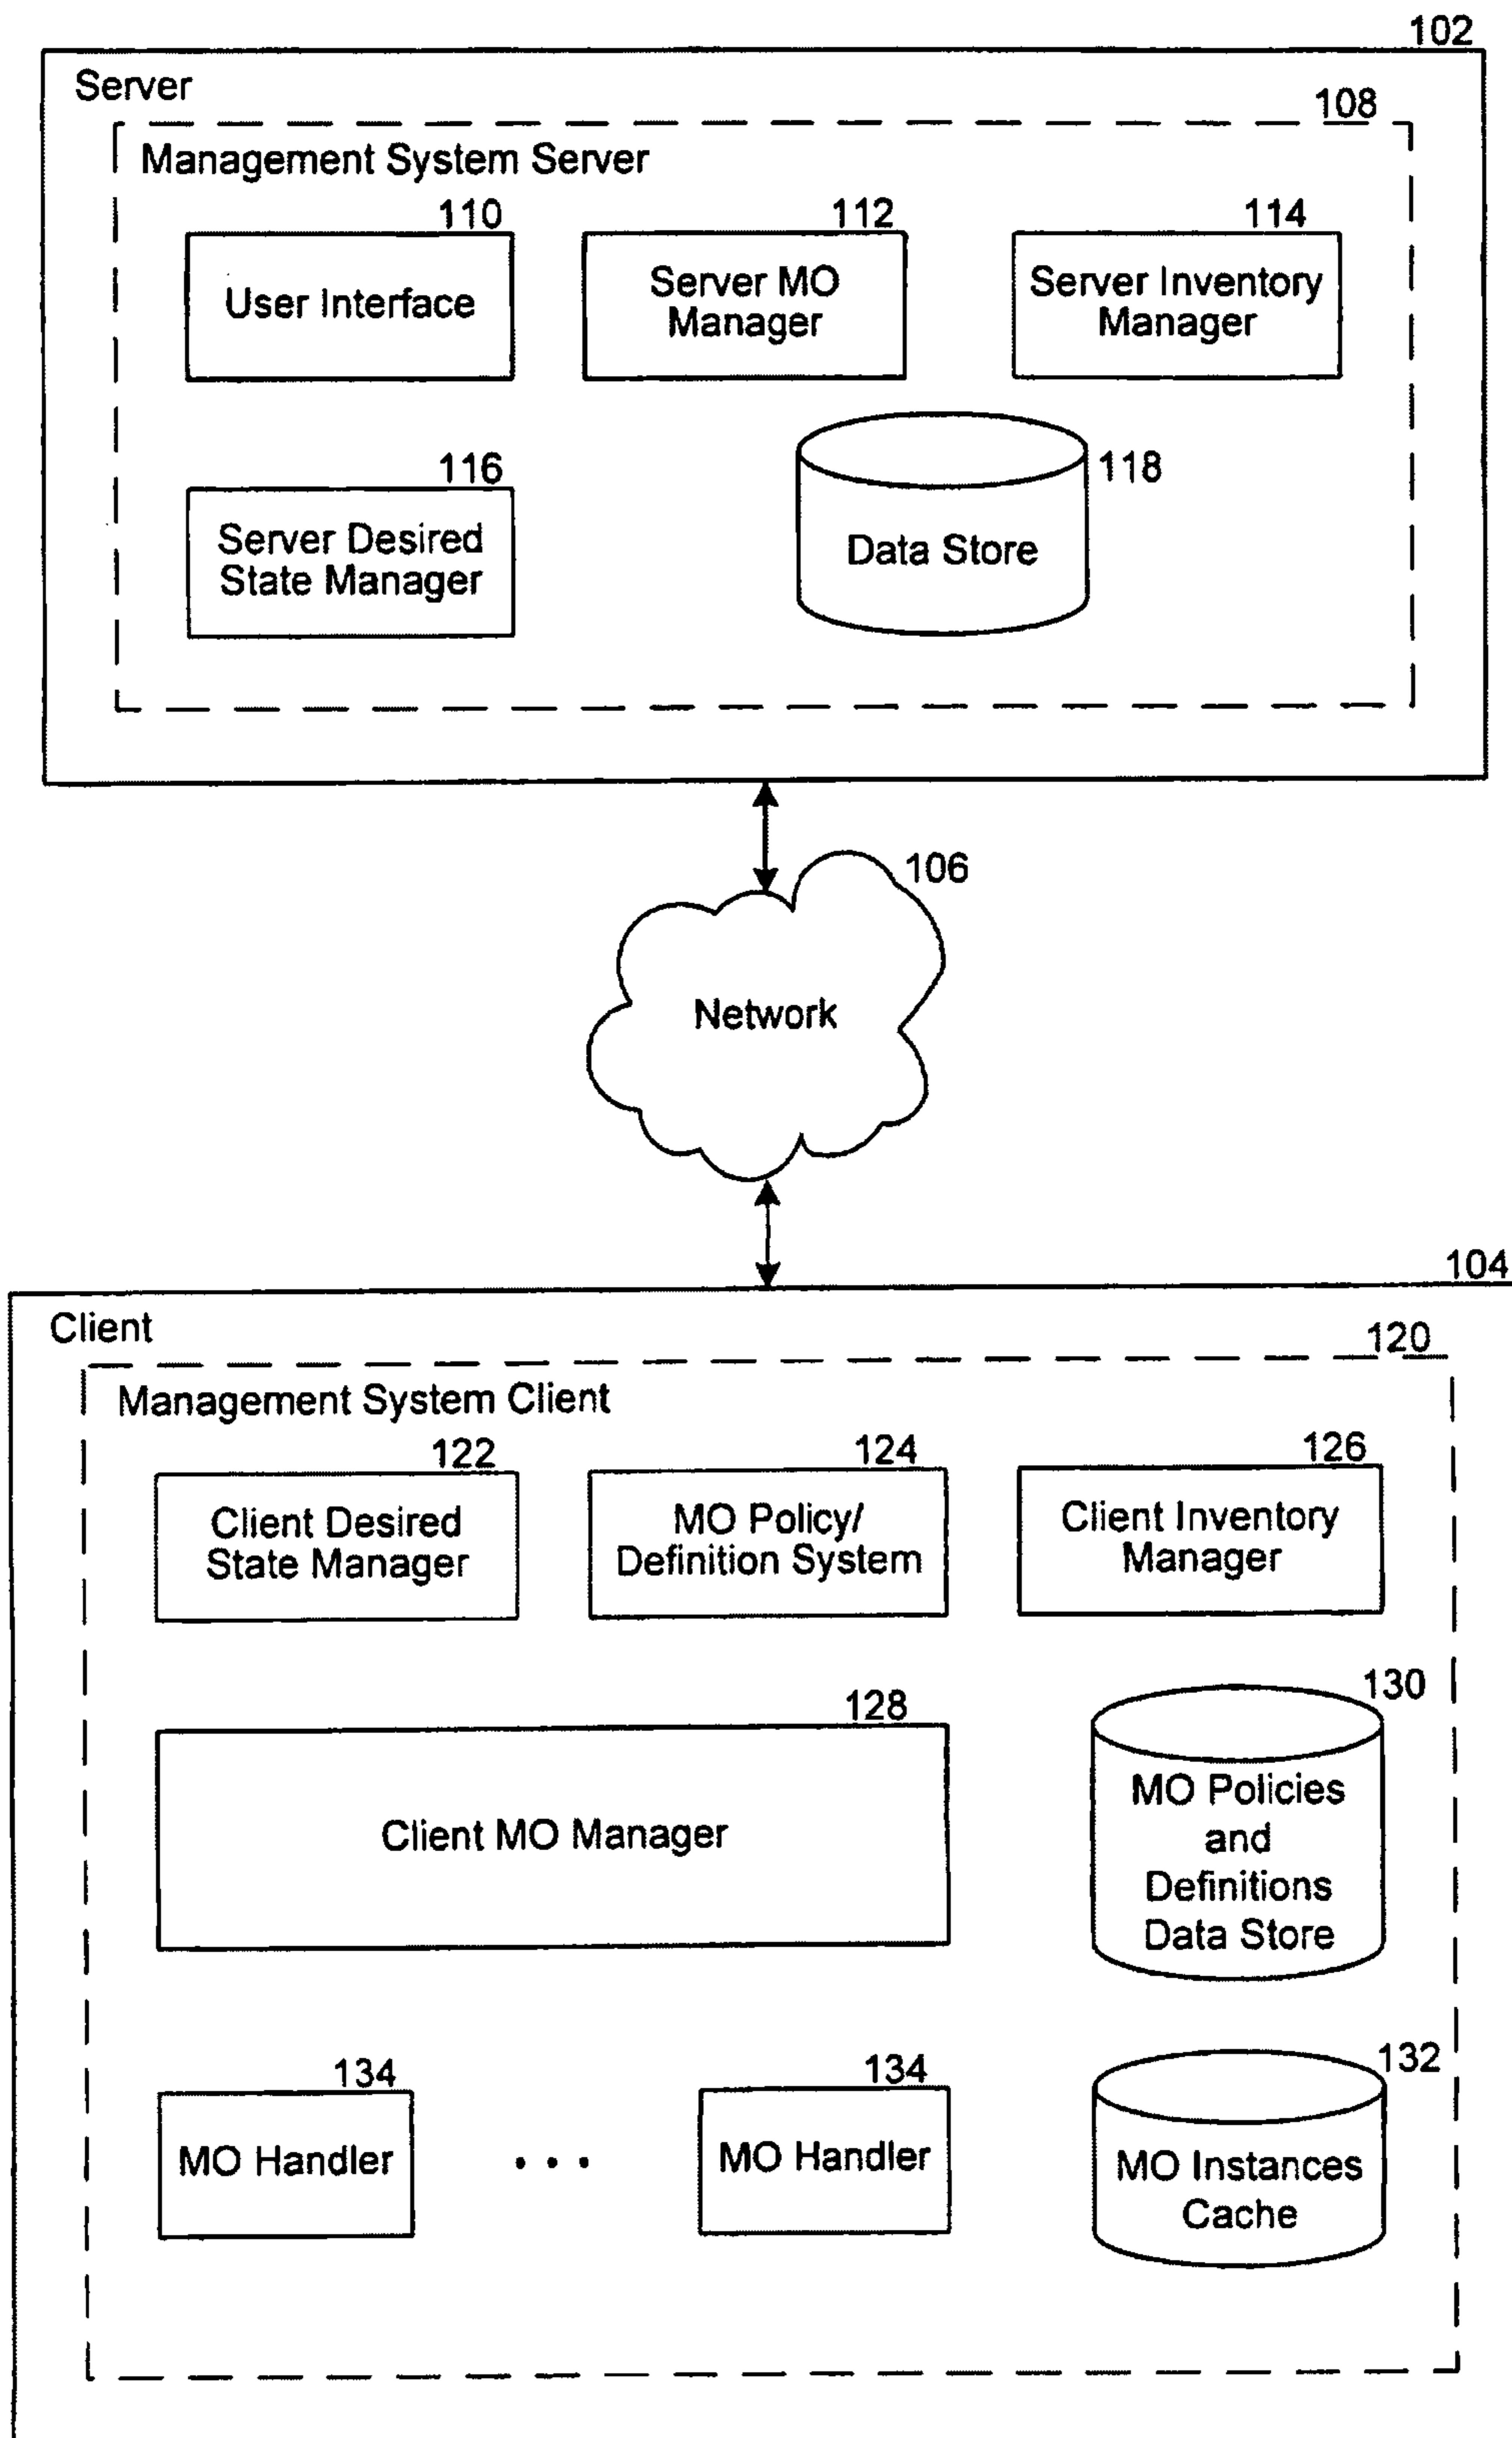 102
Server
108
Management System Server
110
112
114
User Interface
Server MO
Manager
Server Inventory
Manager
116
118
Server Desired
State Manager
Data Store
106
Network
104
Client
120
Management System Client
122
124
126
Client Desired
State Manager
MO Policy/
Definition System
Client Inventory
Manager
128
130
Client MO Manager
MO Policies
and
Definitions
Data Store
134
134
132
MO Handler
. . .
MO Handler
MO Instances
Cache